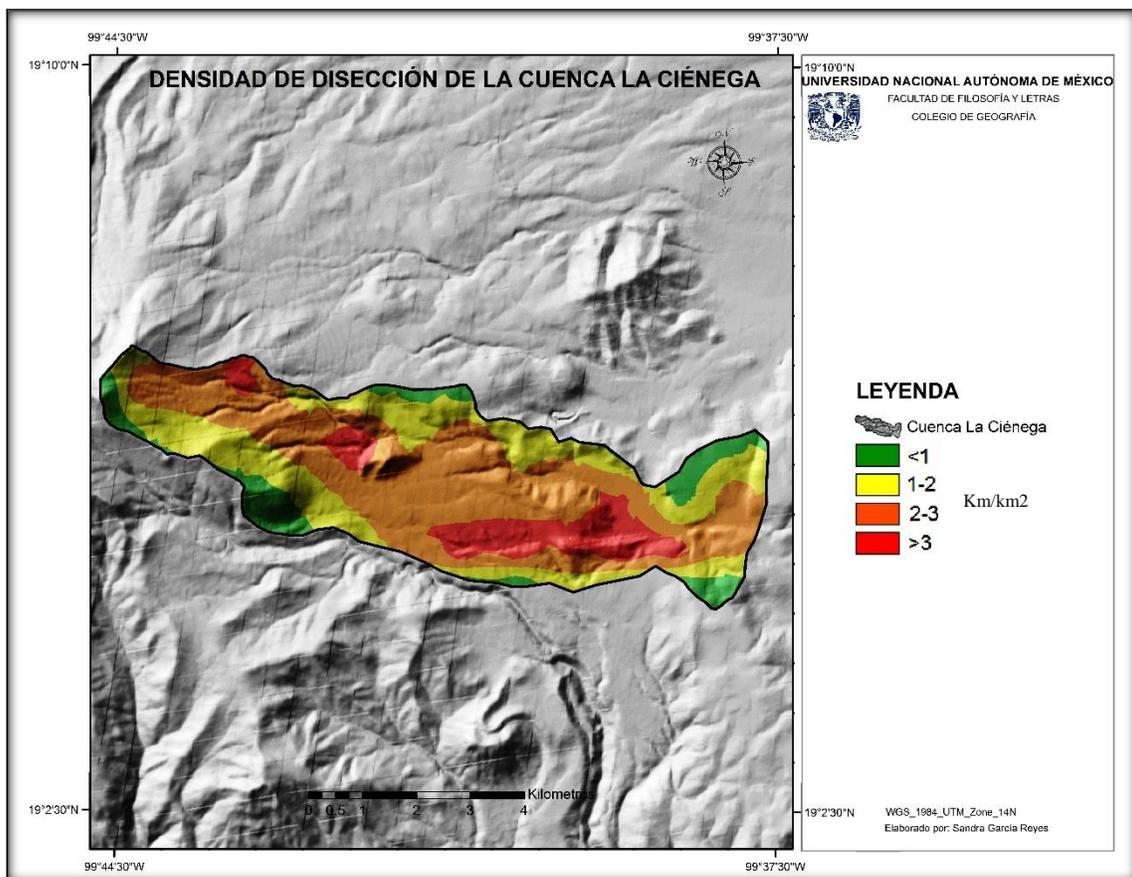 99°44'30"W
99°37'30"W
19°10'0"N
19°10'0"N
DENSIDAD DE DISECCIÓN DE LA CUENCA LA CIÉNEGA
UNIVERSIDAD NACIONAL AUTÓNOMA DE MÉXICO
FACULTAD DE FILOSOFÍA Y LETRAS
COLEGIO DE GEOGRAFÍA
LEYENDA
Cuenca La Ciénega
<1
1-2
2-3
>3
Km/km2
Kilometros
0 0.5 1 2 3 4
19°2'30"N
19°2'30"N
WGS_1984_UTM_Zone_14N
Elaborado por: Sandra García Reyes
99°44'30"W
99°37'30"W